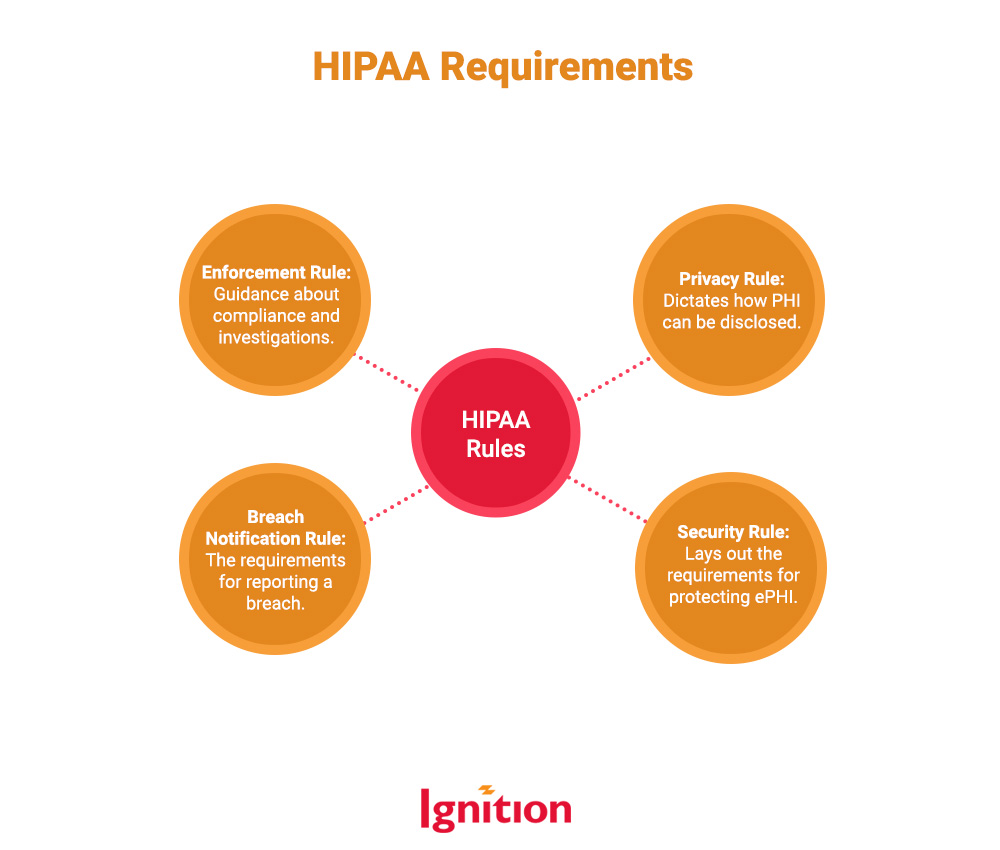 HIPAA Requirements
Enforcement Rule:
Guidance about
compliance and
investigations.
Privacy Rule:
Dictates how PHI
can be disclosed.
HIPAA
Rules
Breach
Notification Rule:
The requirements
for reporting a
breach.
Security Rule:
Lays out the
requirements for
protecting ePHI.
Ignition